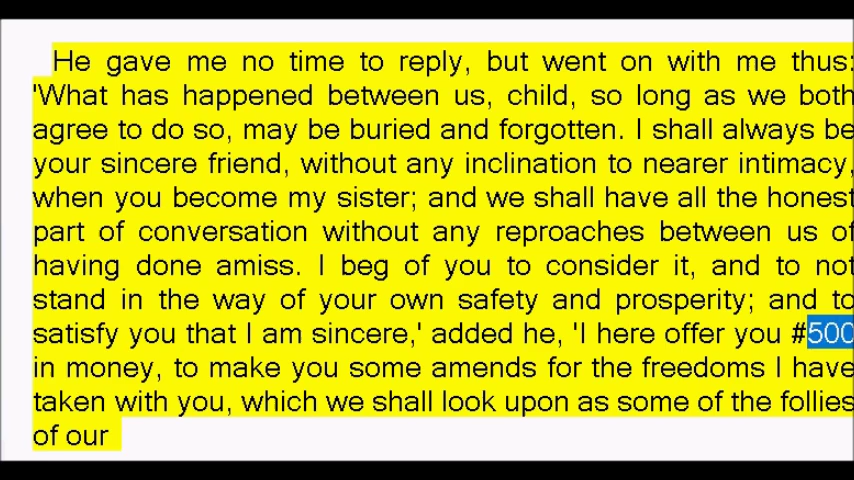 He gave me no time to reply, but went on with me thus:
'What has happened between us, child, so long as we both
agree to do so, may be buried and forgotten. I shall always be
your sincere friend, without any inclination to nearer intimacy,
when you become my sister; and we shall have all the honest
part of conversation without any reproaches between us of
having done amiss. I beg of you to consider it, and to not
stand in the way of your own safety and prosperity; and to
satisfy you that I am sincere,' added he, 'I here offer you #500
in money, to make you some amends for the freedoms I have
taken with you, which we shall look upon as some of the follies
of our